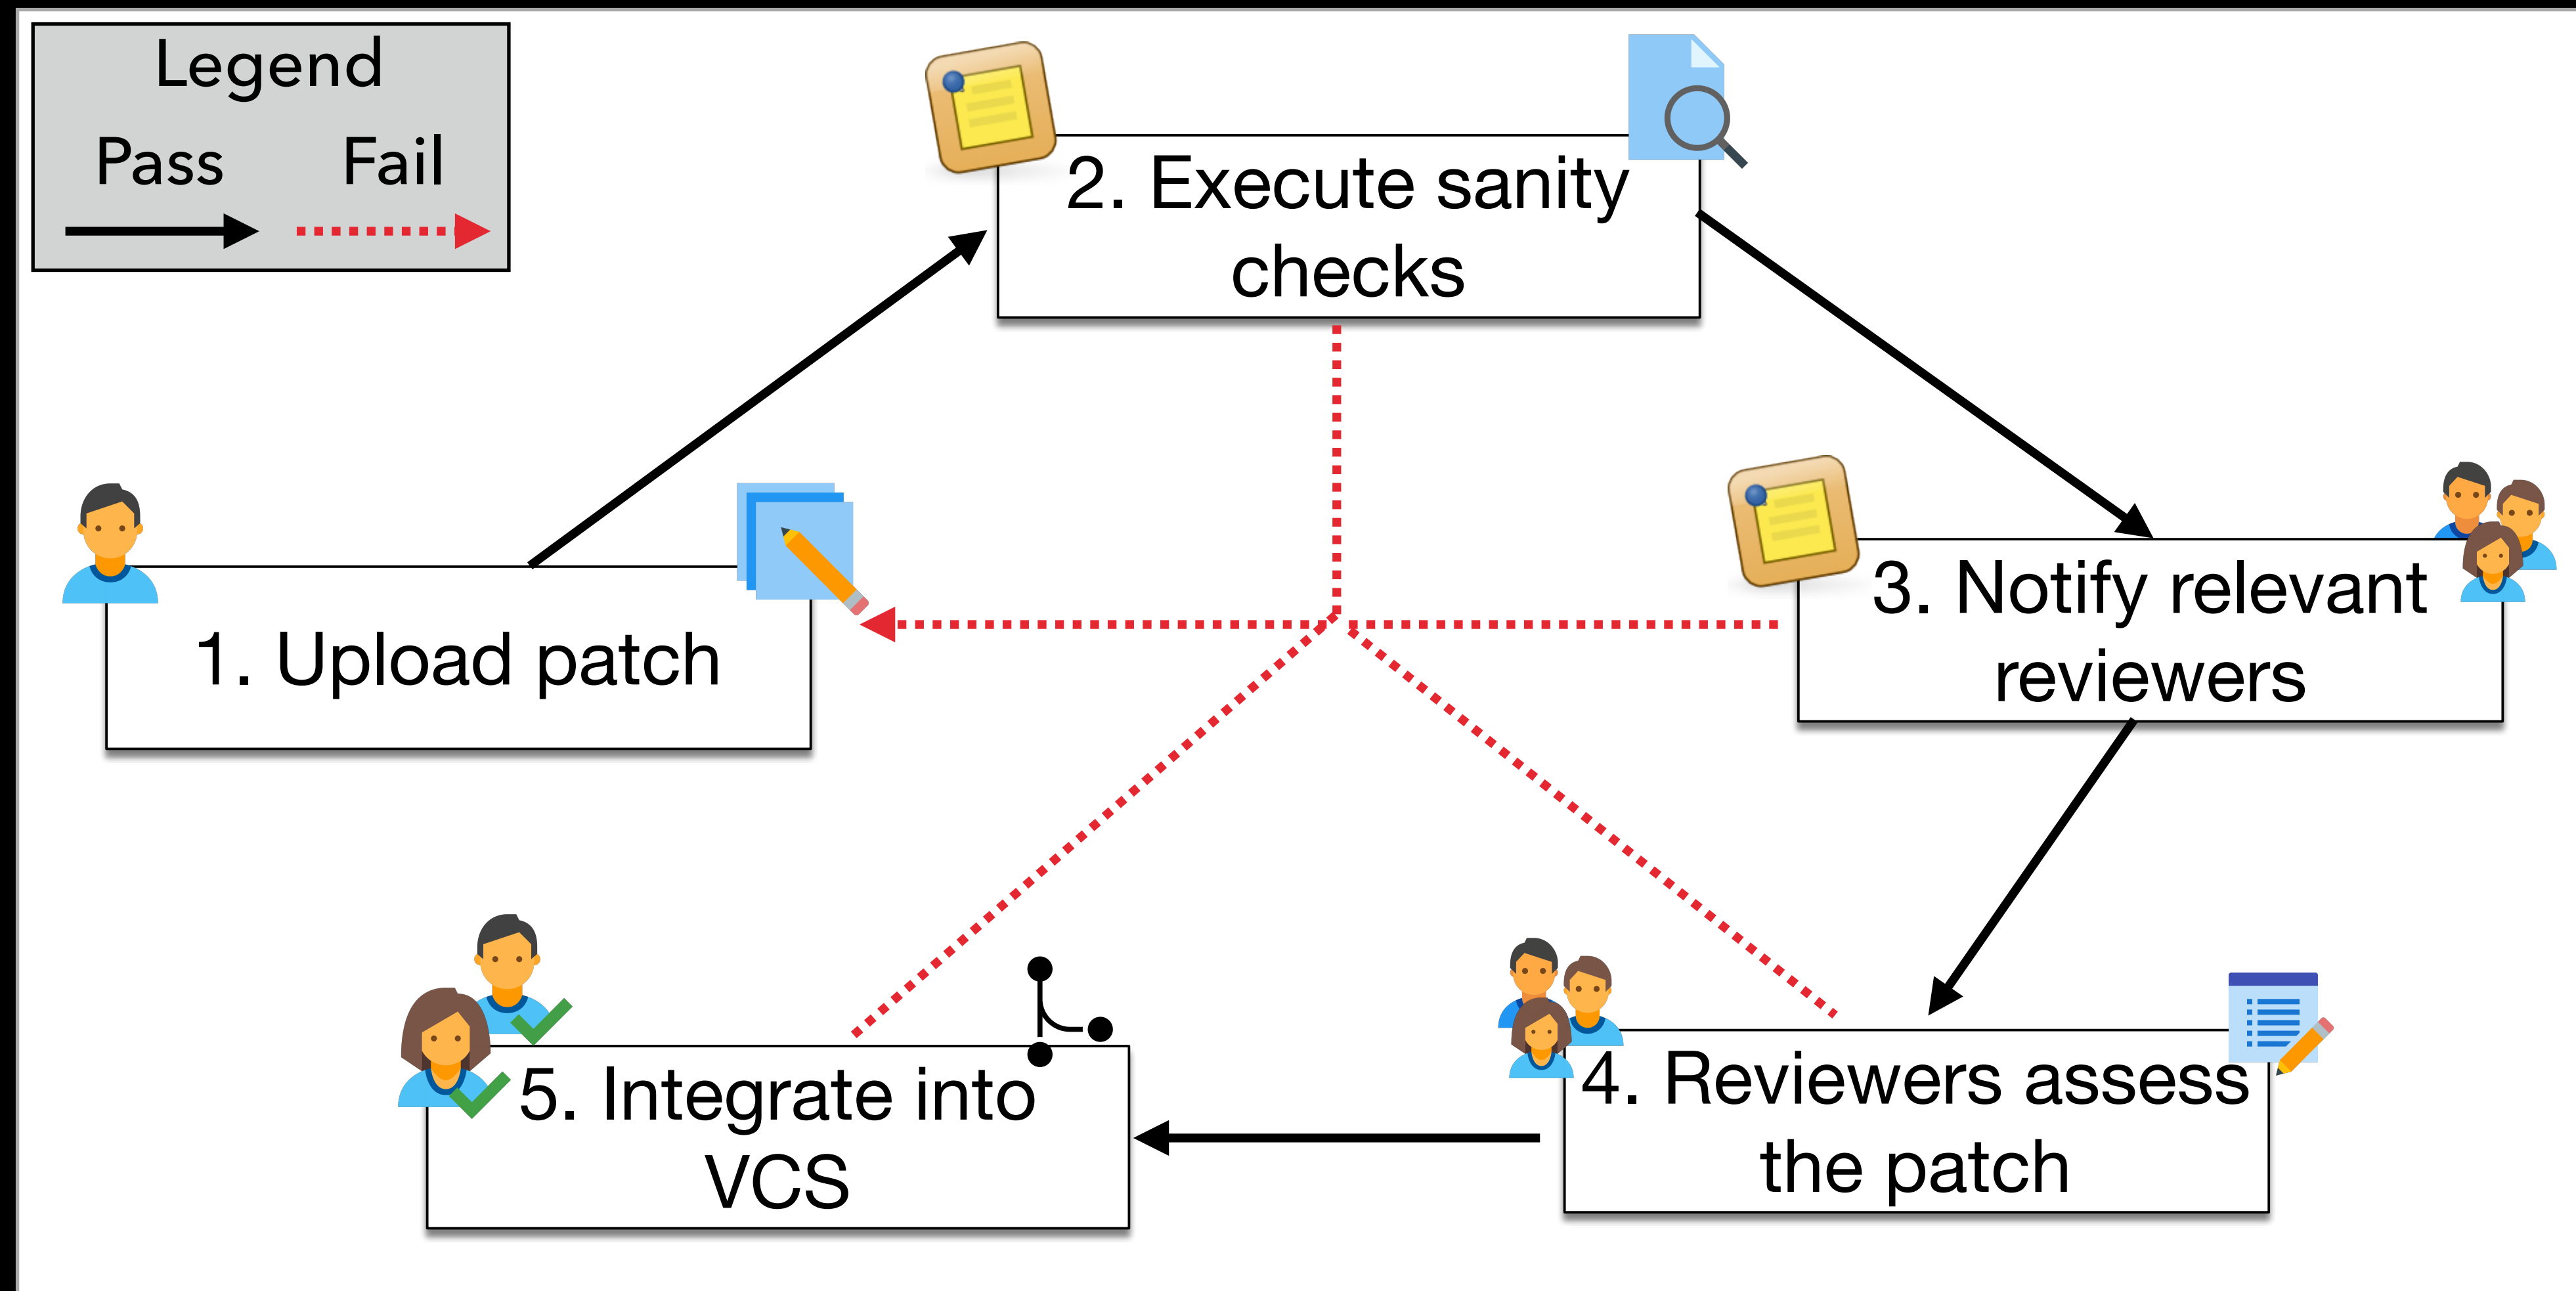 Legend
Pass Fail
2. Execute sanity
checks
1. Upload patch
3. Notify relevant
reviewers
5. Integrate into
VCS
4. Reviewers assess
the patch